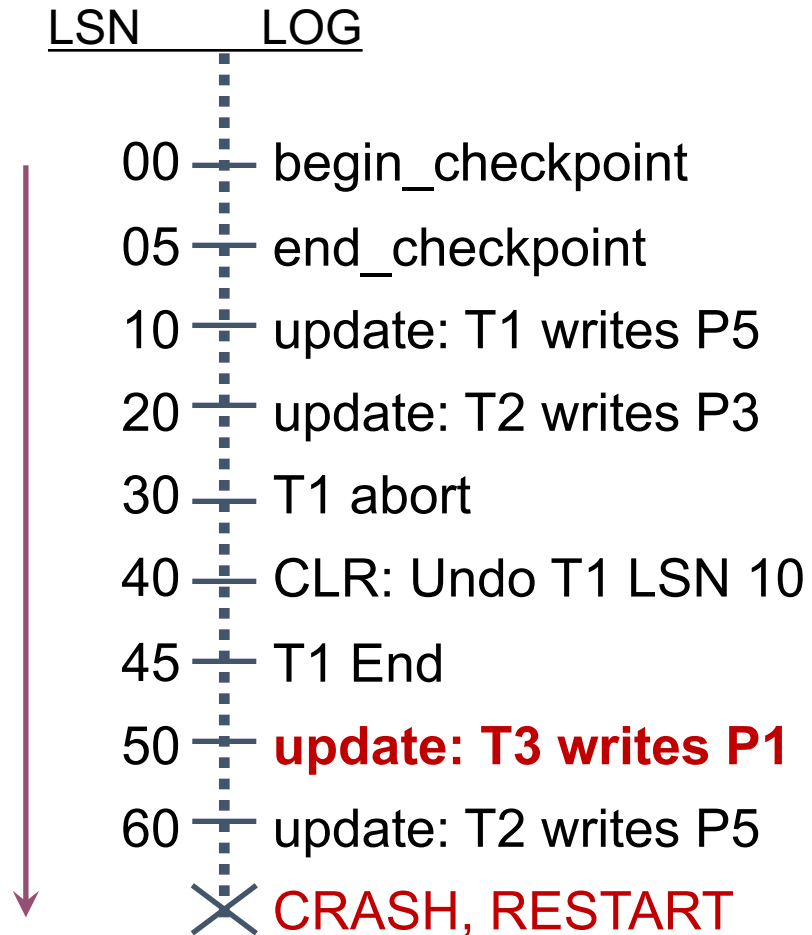 LSN LOG
00 begin_checkpoint
05 end_checkpoint
10 update: T1 writes P5
20 update: T2 writes P3
30 T1 abort
40 CLR: Undo T1 LSN 10
45 T1 End
50 update: T3 writes P1
60 update: T2 writes P5
CRASH, RESTART